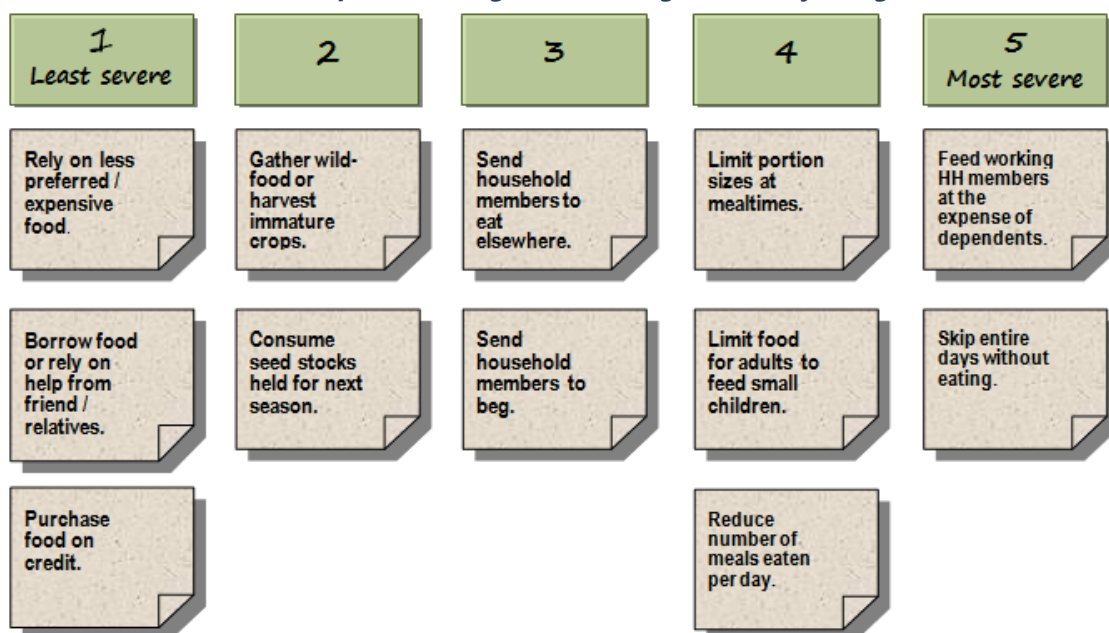 1
Least severe
2
3
4
5
Most severe
Rely on less
preferred /
expensive
food.
Gather wild-
food or
harvest
immature
crops.
Send
household
members to
eat
elsewhere.
Limit portion
sizes at
mealtimes.
Feed working
HH members
at the
expense of
dependents.
Borrow food
or rely on
help from
friend /
relatives.
Consume
seed stocks
held for next
season.
Send
household
members to
beg.
Limit food
for adults to
feed small
children.
Skip entire
days without
eating.
Purchase
food on
credit.
Reduce
number of
meals eaten
per day.